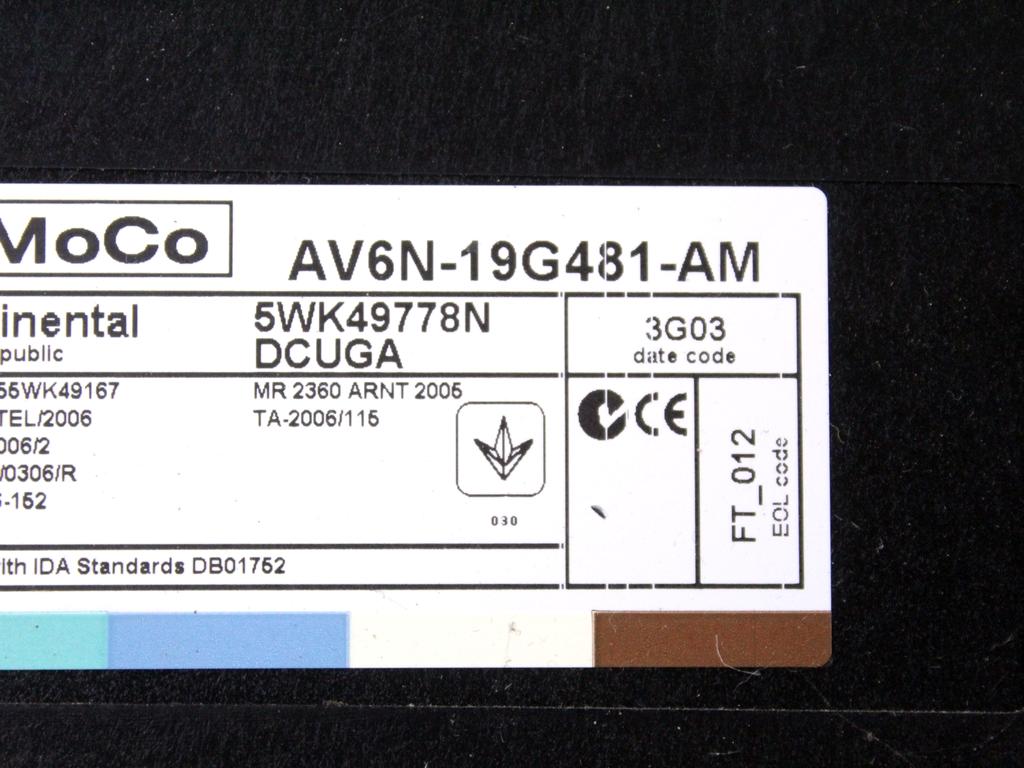 MoCo
AV6N-19G481-AM
inental
public
5WK49778N
DCUGA
3G03
date code
55WK49167
TEL/2006
006/2
/0306/R
-152
MR 2360 ARNT 2005
TA-2006/115
030
CE
FT_012
EOL code
ith IDA Standards DB01752